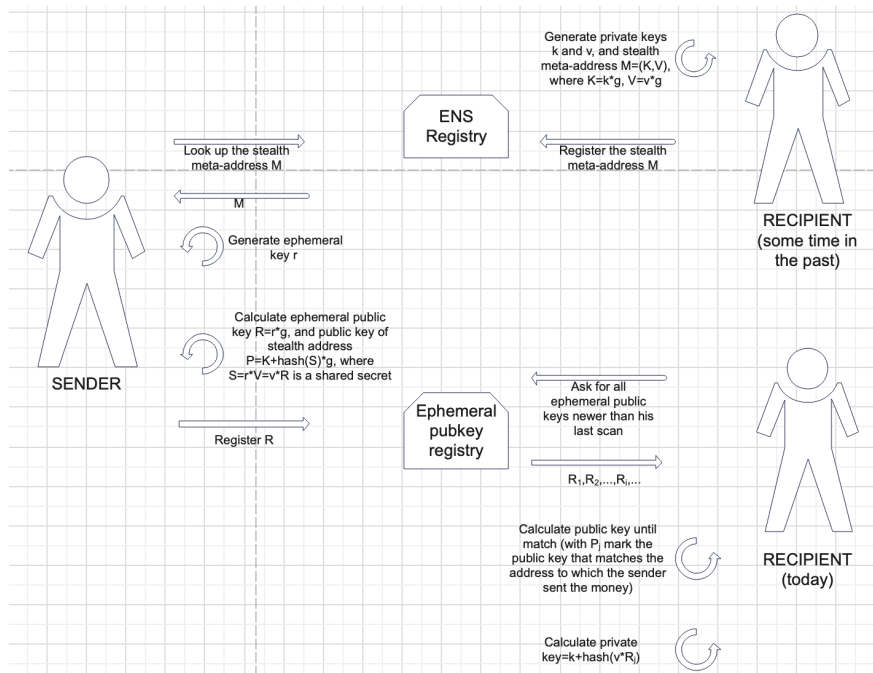 Generate private keys
k and v, and stealth
meta-address M=(K,V),
where K=k*g, V=v*g
ENS
Registry
Look up the stealth
meta-address M
Register the stealth
meta-address M
M
RECIPIENT
(some time in
the past)
Generate ephemeral
key r
Calculate ephemeral public
key R=r*g, and public key of
stealth address
P=K+hash(S)*g, where
S=r*V=v*R is a shared secret
SENDER
Register R
Ephemeral
pubkey
registry
Ask for all
ephemeral public
keys newer than his
last scan
R₁,R₂,...,Rᵢ,...
Calculate public key until
match (with Pⱼ mark the
public key that matches the
address to which the sender
sent the money)
RECIPIENT
(today)
Calculate private
key=k+hash(v*Rⱼ)